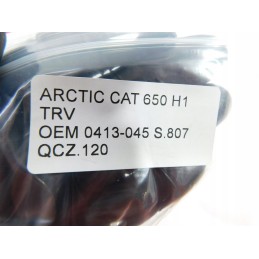 ARCTIC CAT 650 H1
TRV
OEM 0413-045 S.807
QCZ.120